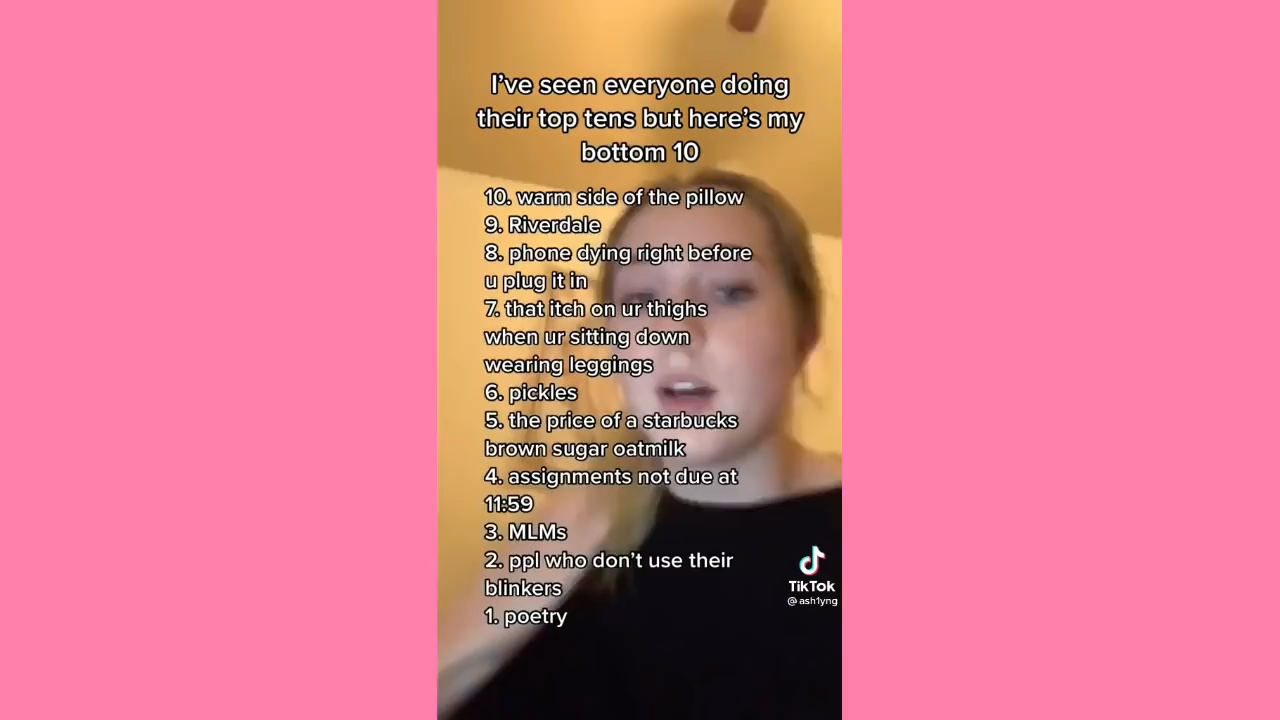 I've seen everyone doing
their top tens but here's my
bottom 10
10. warm side of the pillow
9. Riverdale
8. phone dying right before
u plug it in
7. that itch on ur thighs
when ur sitting down
wearing leggings
6. pickles
5. the price of a starbucks
brown sugar oatmilk
4. assignments not due at
11:59
3. MLMs
2. ppl who don't use their
blinkers
1. poetry
TikTok
@ash1yng